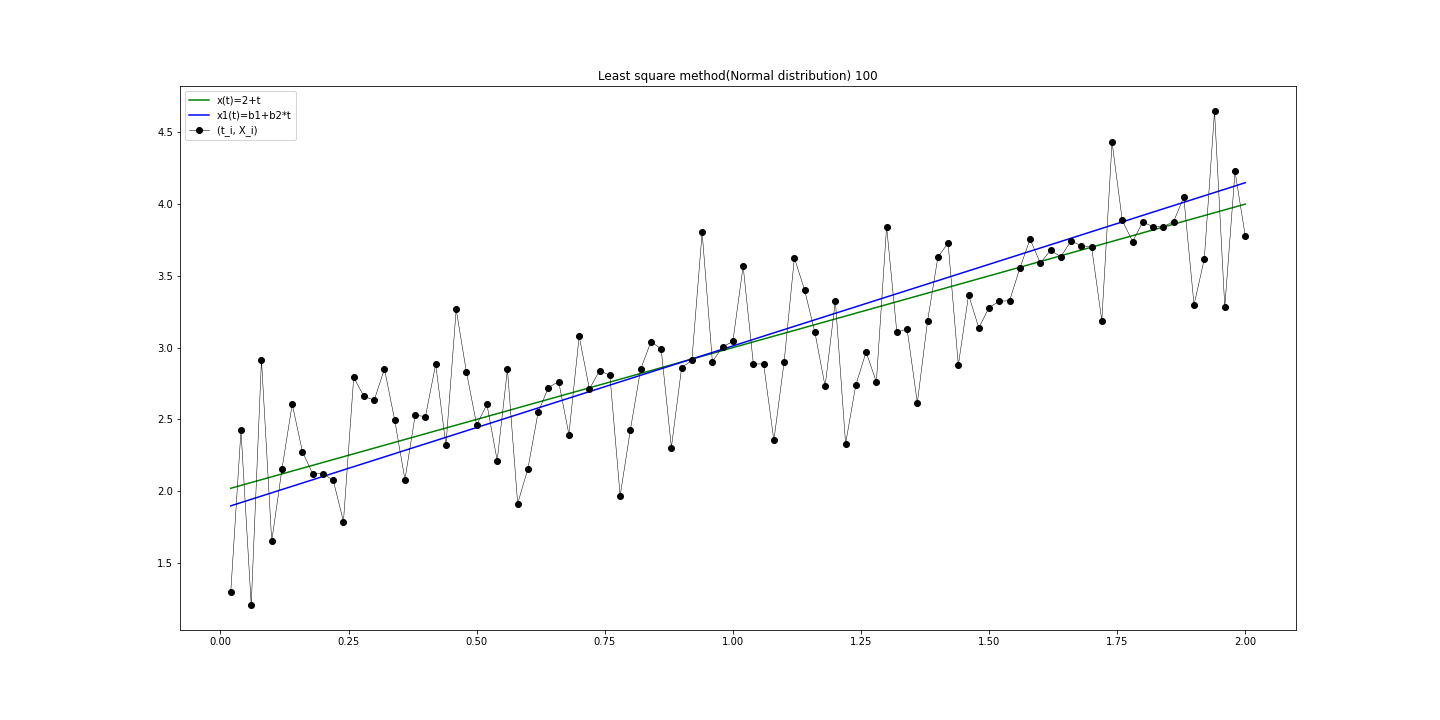 Least square method(Normal distribution) 100
x(t)=2+t
x1(t)=b1+b2*t
(t_i, X_i)
4.5
4.0
3.5
3.0
2.5
2.0
1.5
0.00 0.25 0.50 0.75 1.00 1.25 1.50 1.75 2.00